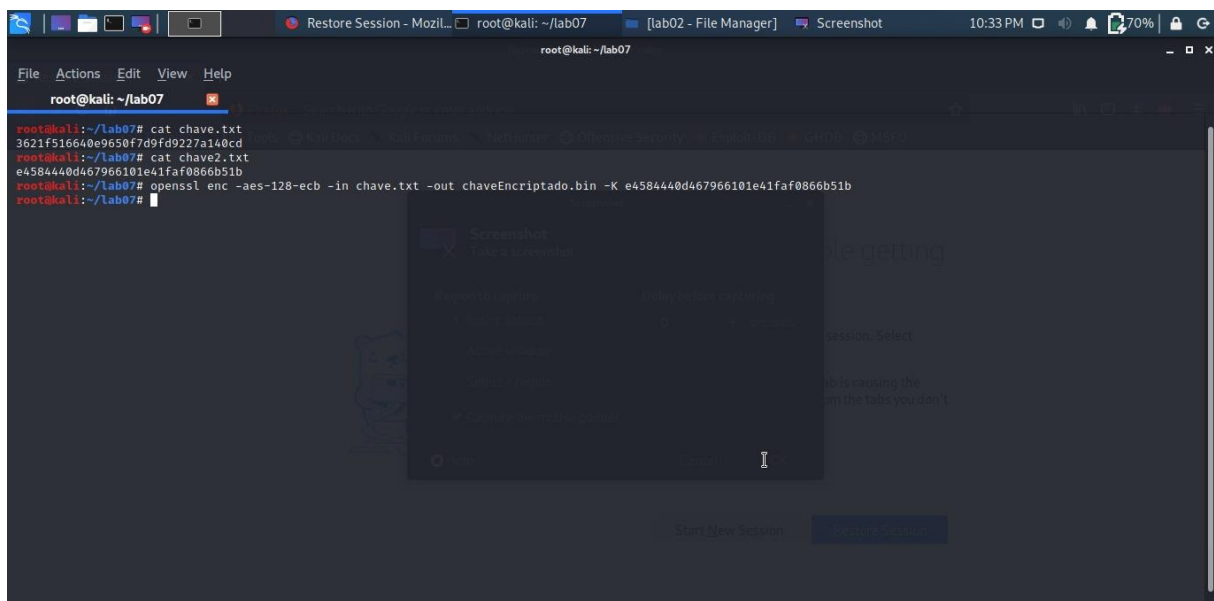 Restore Session - Mozil... root@kali: ~/lab07 [lab02 - File Manager] Screenshot 10:33 PM 70%
root@kali: ~/lab07
File Actions Edit View Help
root@kali: ~/lab07
root@kali:~/lab07# cat chave.txt
3621f516640e9650f7d9fd9227a140cd
root@kali:~/lab07# cat chave2.txt
e4584440d467966101e41faf0866b51b
root@kali:~/lab07# openssl enc -aes-128-ecb -in chave.txt -out chaveEncriptado.bin -K e4584440d467966101e41faf0866b51b
root@kali:~/lab07#
Screenshot
Take a screenshot
getting
session. Select
is causing the
the tabs you don't
Start New Session
Restore Session